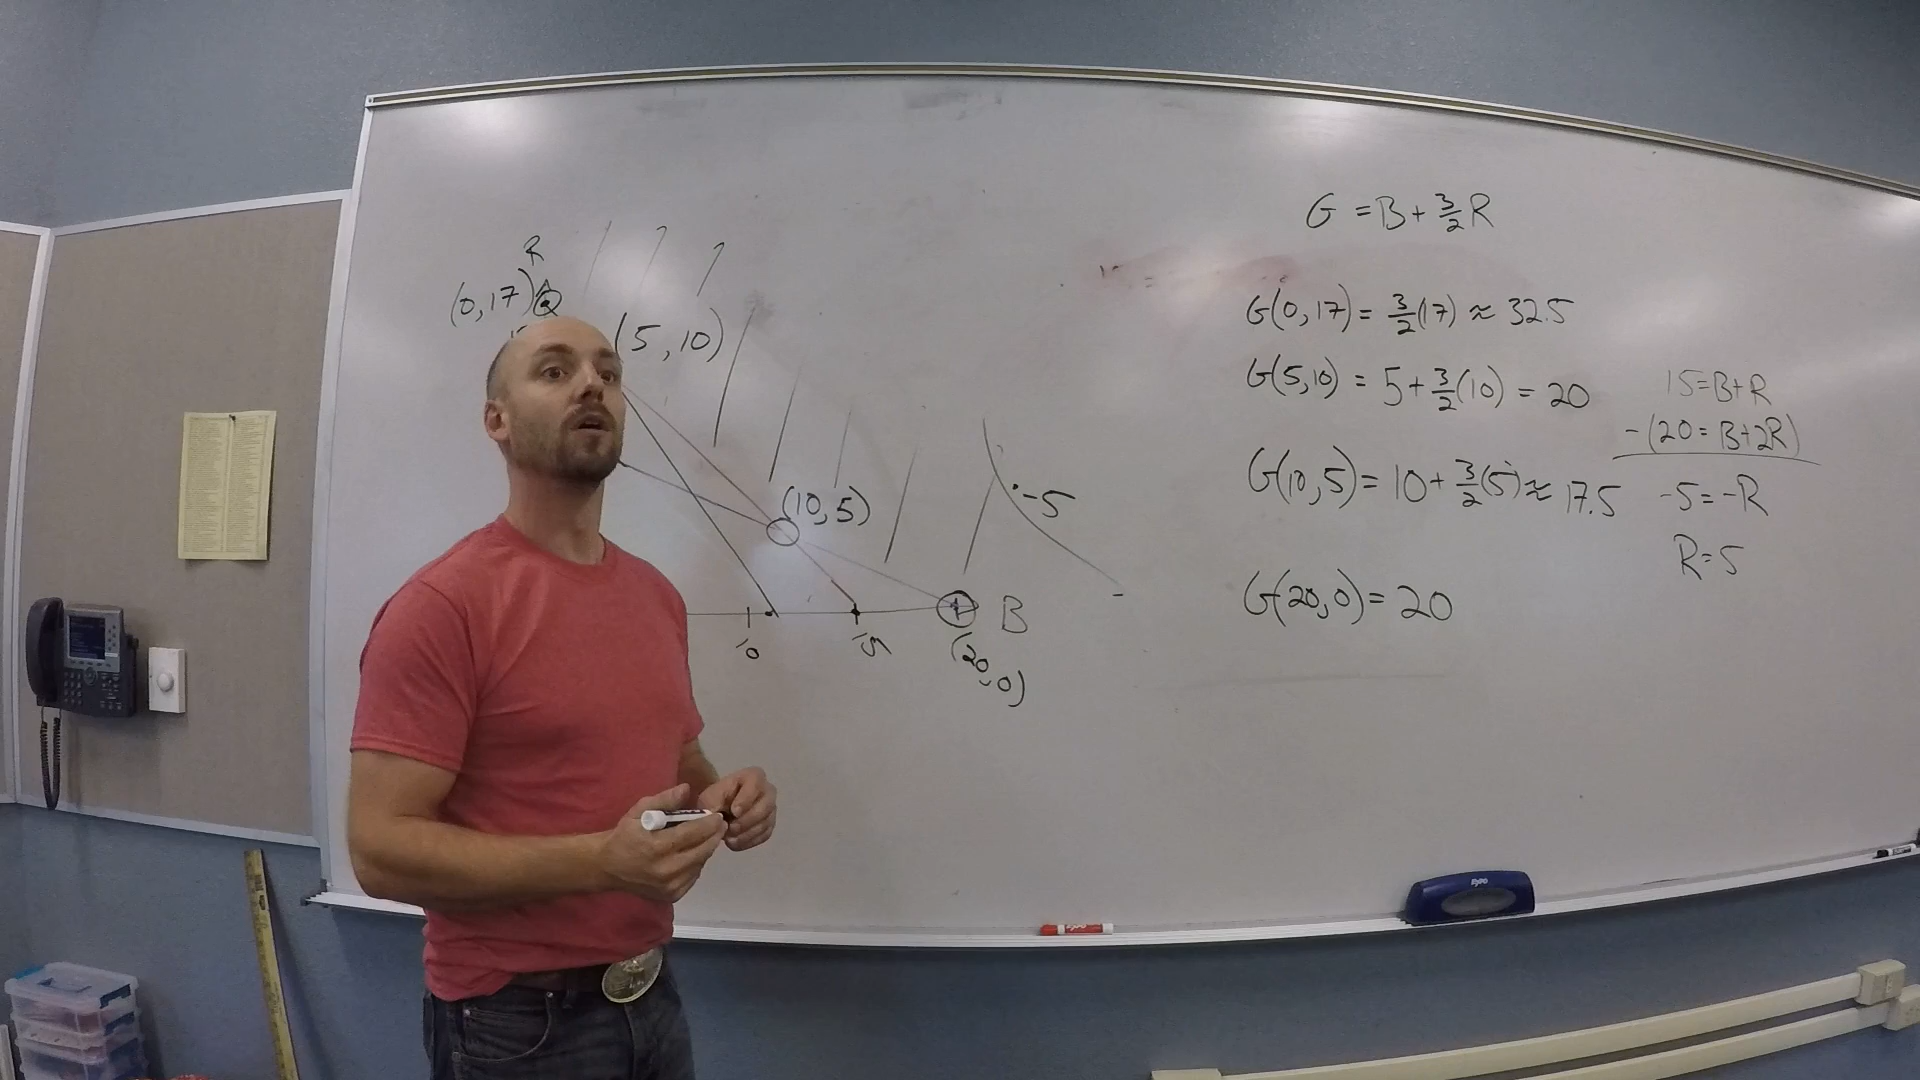 R
(0,17)
(5,10)
(10,5)
-5
10
15
B
(20,0)
G = B + 3/2 R
G(0,17) = 3/2(17) ≈ 32.5
G(5,10) = 5 + 3/2(10) = 20
G(10,5) = 10 + 3/2(5) ≈ 17.5
G(20,0) = 20
15 = B + R
-(20 = B + 2R)
-5 = -R
R = 5
EXPO